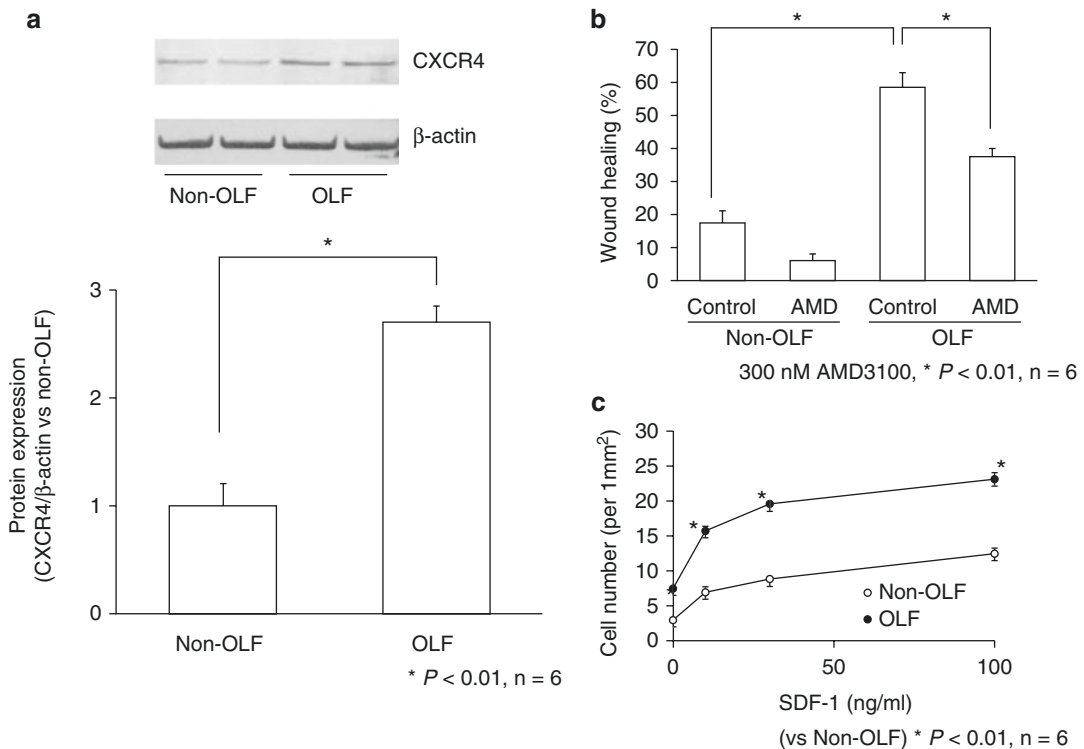 a
CXCR4
β-actin
Non-OLF OLF
*
Protein expression
(CXCR4/β-actin vs non-OLF)
3
2
1
0
Non-OLF OLF
* P < 0.01, n = 6
b
* *
Wound healing (%)
70
60
50
40
30
20
10
0
Control AMD Control AMD
Non-OLF OLF
300 nM AMD3100, * P < 0.01, n = 6
c
Cell number (per 1mm²)
30
25
20
15
10
5
0
*
*
*
*
Non-OLF
OLF
0 50 100
SDF-1 (ng/ml)
(vs Non-OLF) * P < 0.01, n = 6